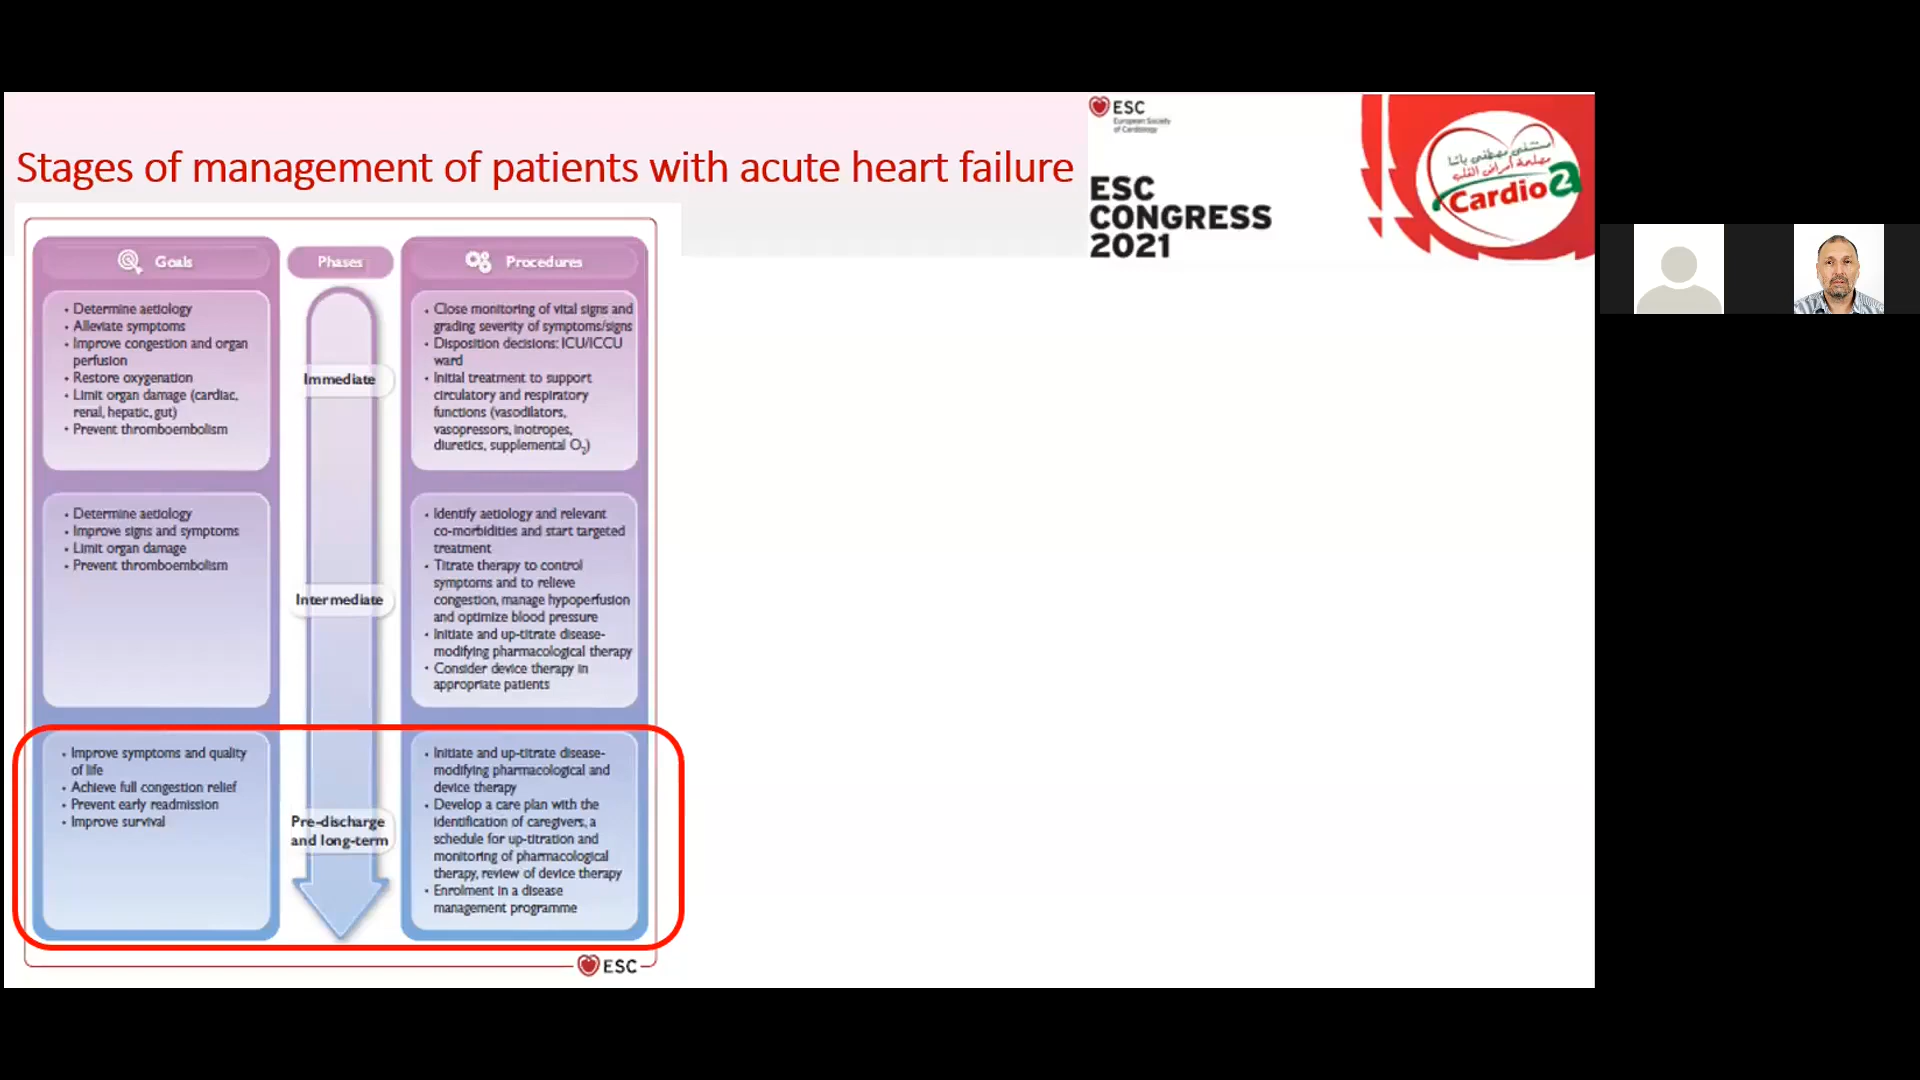 Stages of management of patients with acute heart failure
ESC
European Society
of Cardiology
ESC
CONGRESS
2021
مستشفى مصطفى باشا
مصلحة أمراض القلب
Cardio2
Goals
Phases
Procedures
• Determine aetiology
• Alleviate symptoms
• Improve congestion and organ
perfusion
• Restore oxygenation
• Limit organ damage (cardiac,
renal, hepatic, gut)
• Prevent thromboembolism
Immediate
• Close monitoring of vital signs and
grading severity of symptoms/signs
• Disposition decisions: ICU/ICCU
ward
• Initial treatment to support
circulatory and respiratory
functions (vasodilators,
vasopressors, inotropes,
diuretics, supplemental O₂)
• Determine aetiology
• Improve signs and symptoms
• Limit organ damage
• Prevent thromboembolism
Intermediate
• Identify aetiology and relevant
co-morbidities and start targeted
treatment
• Titrate therapy to control
symptoms and to relieve
congestion, manage hypoperfusion
and optimize blood pressure
• Initiate and up-titrate disease-
modifying pharmacological therapy
• Consider device therapy in
appropriate patients
• Improve symptoms and quality
of life
• Achieve full congestion relief
• Prevent early readmission
• Improve survival
Pre-discharge
and long-term
• Initiate and up-titrate disease-
modifying pharmacological and
device therapy
• Develop a care plan with the
identification of caregivers, a
schedule for up-titration and
monitoring of pharmacological
therapy, review of device therapy
• Enrolment in a disease
management programme
ESC